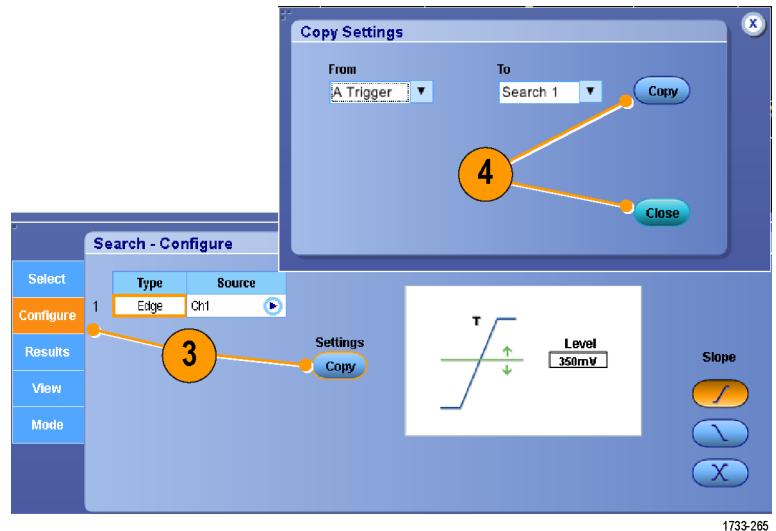 Copy Settings
X
From
To
A Trigger
Search 1
Copy
4
Close
Search - Configure
Select
Type
Source
Configure
1
Edge
Ch1
3
Settings
Copy
T
Level
350mV
Slope
Results
View
Mode
1733-265